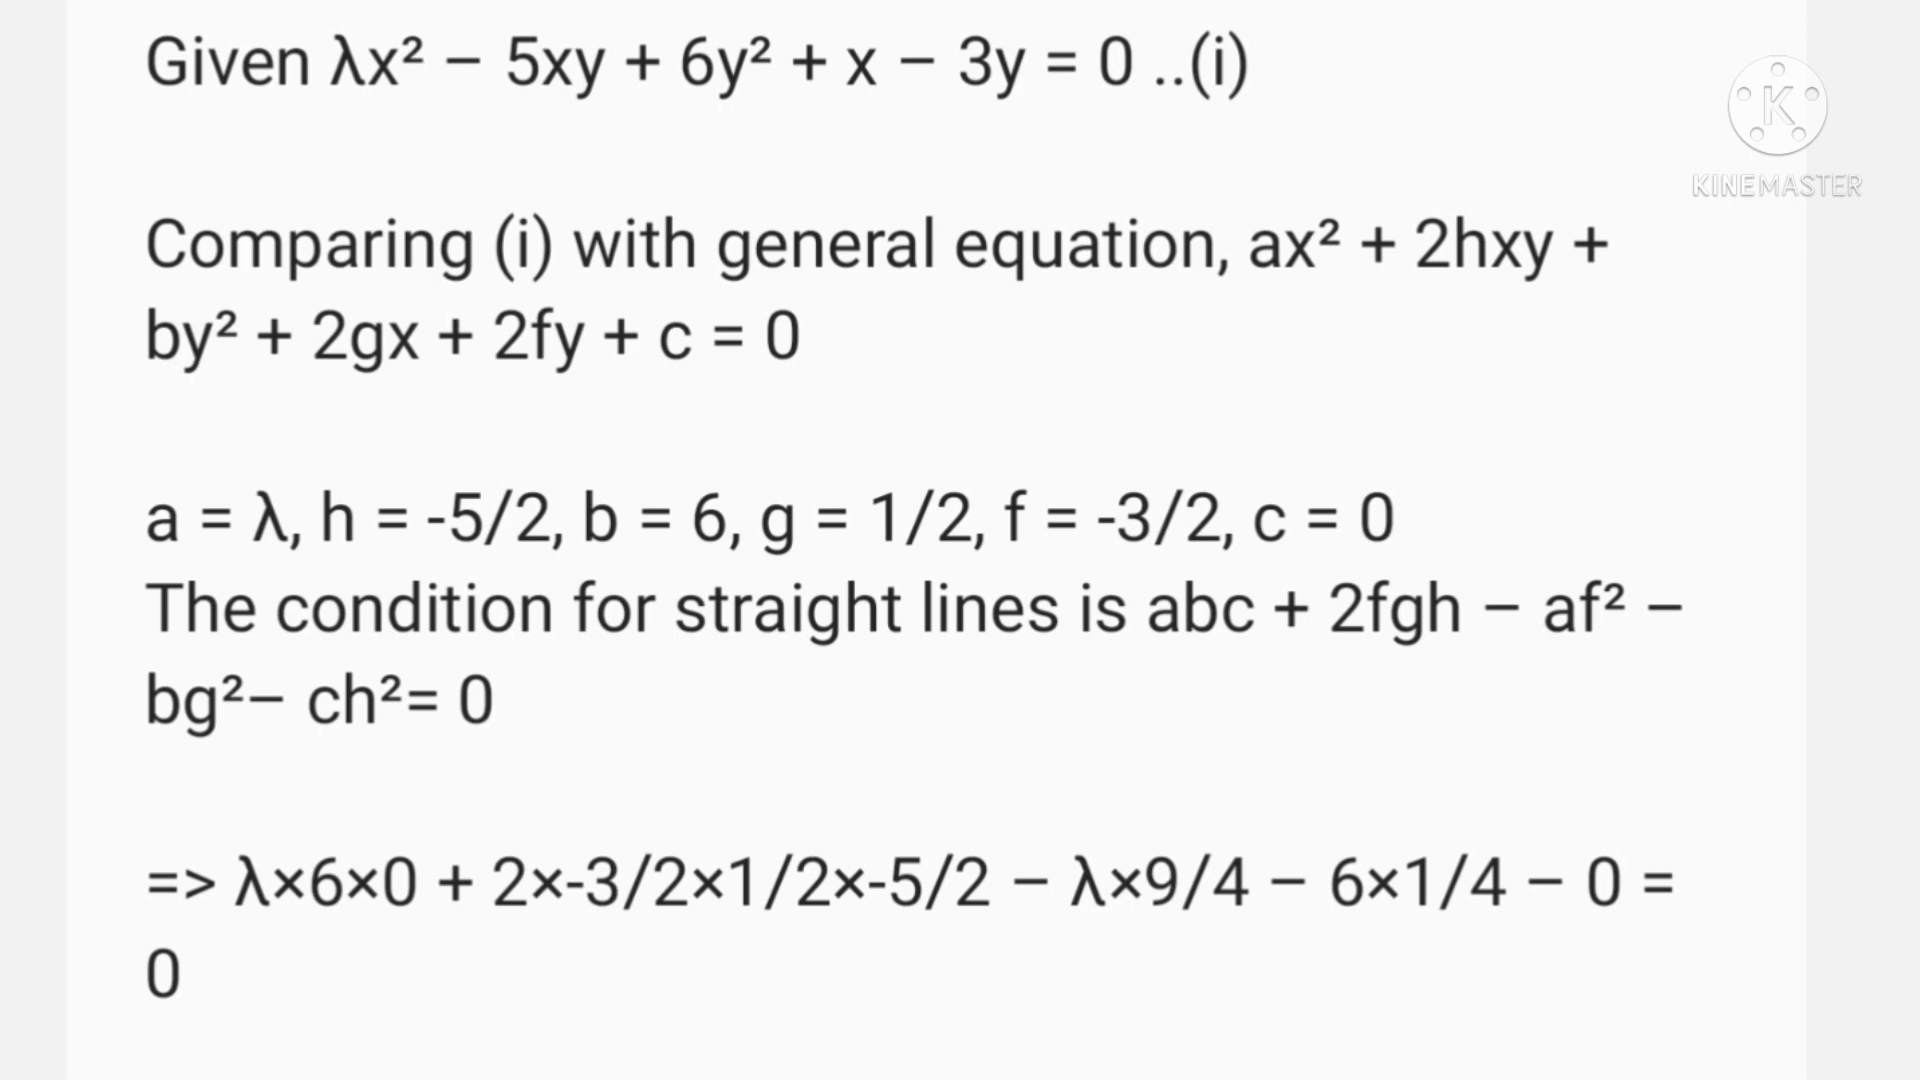 Given λx² – 5xy + 6y² + x – 3y = 0 ..(i)
KINEMASTER
Comparing (i) with general equation, ax² + 2hxy +
by² + 2gx + 2fy + c = 0
a = λ, h = -5/2, b = 6, g = 1/2, f = -3/2, c = 0
The condition for straight lines is abc + 2fgh – af² –
bg²– ch²= 0
=> λ×6×0 + 2×-3/2×1/2×-5/2 – λ×9/4 – 6×1/4 – 0 =
0